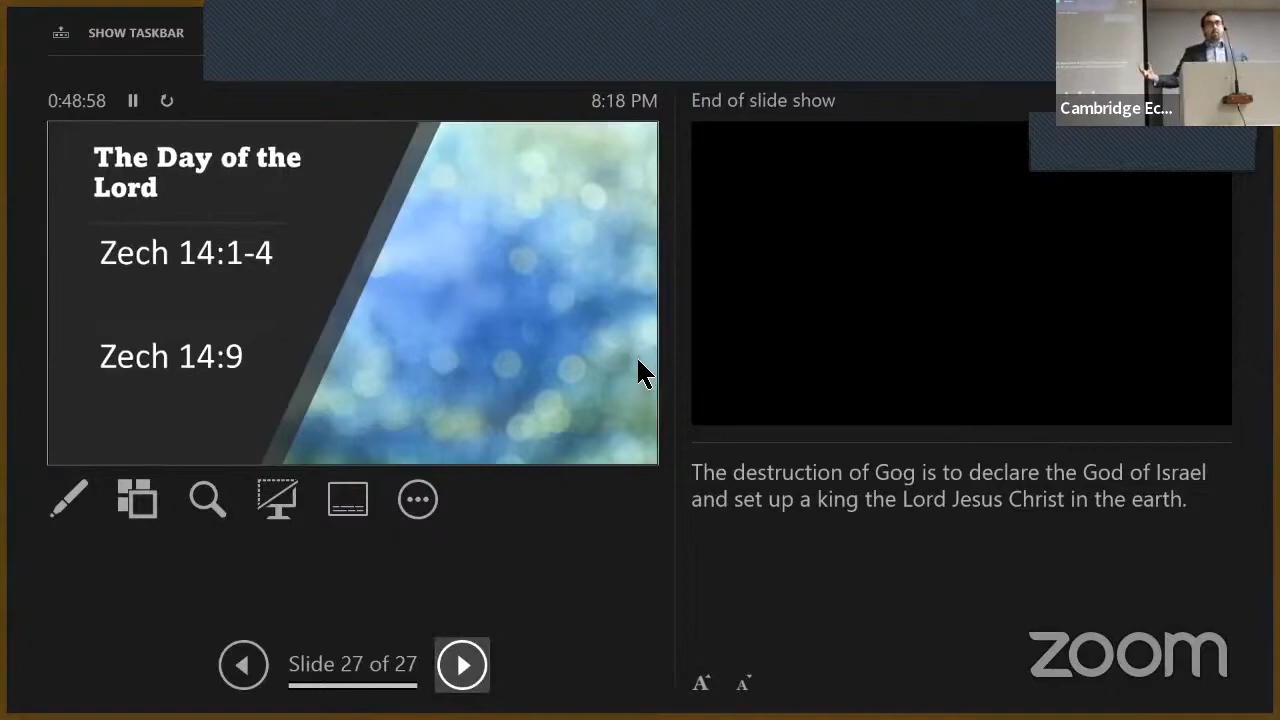 SHOW TASKBAR
0:48:58
8:18 PM
End of slide show
Cambridge Ec...
The Day of the
Lord
Zech 14:1-4
Zech 14:9
The destruction of Gog is to declare the God of Israel
and set up a king the Lord Jesus Christ in the earth.
Slide 27 of 27
A A
zoom